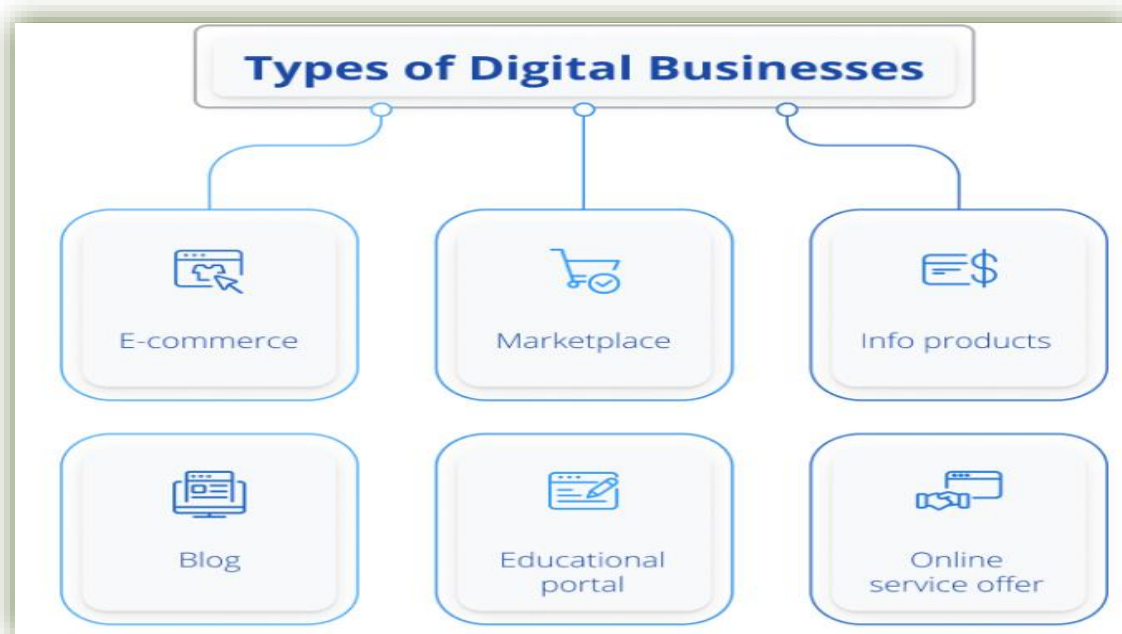 Types of Digital Businesses
E-commerce
Marketplace
Info products
Blog
Educational
portal
Online
service offer